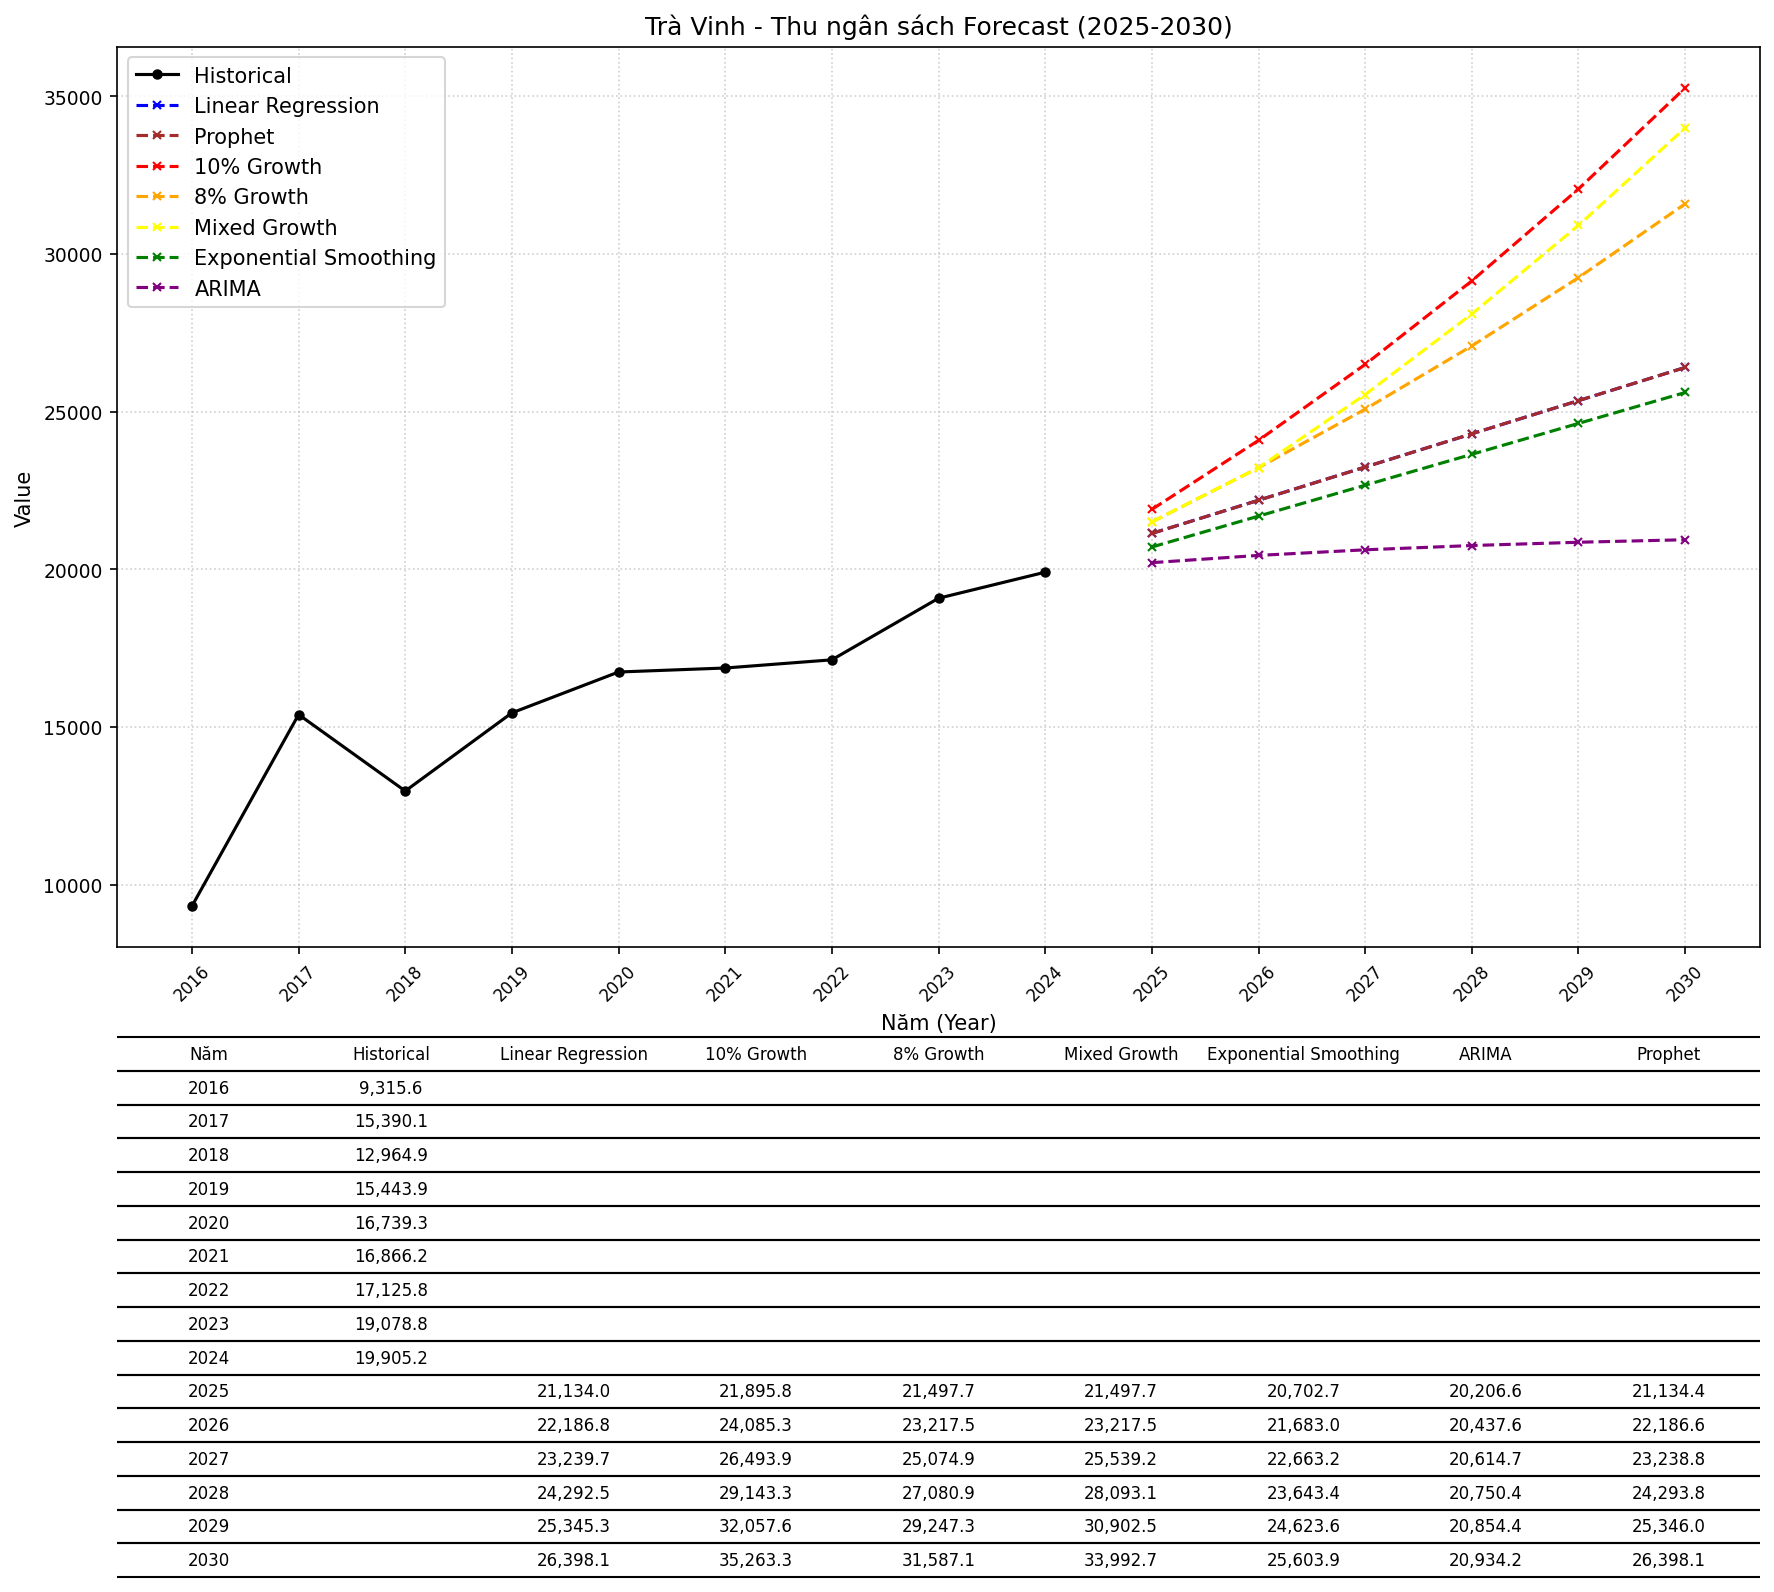 Trà Vinh - Thu ngân sách Forecast (2025-2030)
Historical
Linear Regression
Prophet
10% Growth
8% Growth
Mixed Growth
Exponential Smoothing
ARIMA
Value
35000
30000
25000
20000
15000
10000
2016 2017 2018 2019 2020 2021 2022 2023 2024 2025 2026 2027 2028 2029 2030
Năm (Year)
Năm Historical Linear Regression 10% Growth 8% Growth Mixed Growth Exponential Smoothing ARIMA Prophet
2016 9,315.6
2017 15,390.1
2018 12,964.9
2019 15,443.9
2020 16,739.3
2021 16,866.2
2022 17,125.8
2023 19,078.8
2024 19,905.2
2025 21,134.0 21,895.8 21,497.7 21,497.7 20,702.7 20,206.6 21,134.4
2026 22,186.8 24,085.3 23,217.5 23,217.5 21,683.0 20,437.6 22,186.6
2027 23,239.7 26,493.9 25,074.9 25,539.2 22,663.2 20,614.7 23,238.8
2028 24,292.5 29,143.3 27,080.9 28,093.1 23,643.4 20,750.4 24,293.8
2029 25,345.3 32,057.6 29,247.3 30,902.5 24,623.6 20,854.4 25,346.0
2030 26,398.1 35,263.3 31,587.1 33,992.7 25,603.9 20,934.2 26,398.1